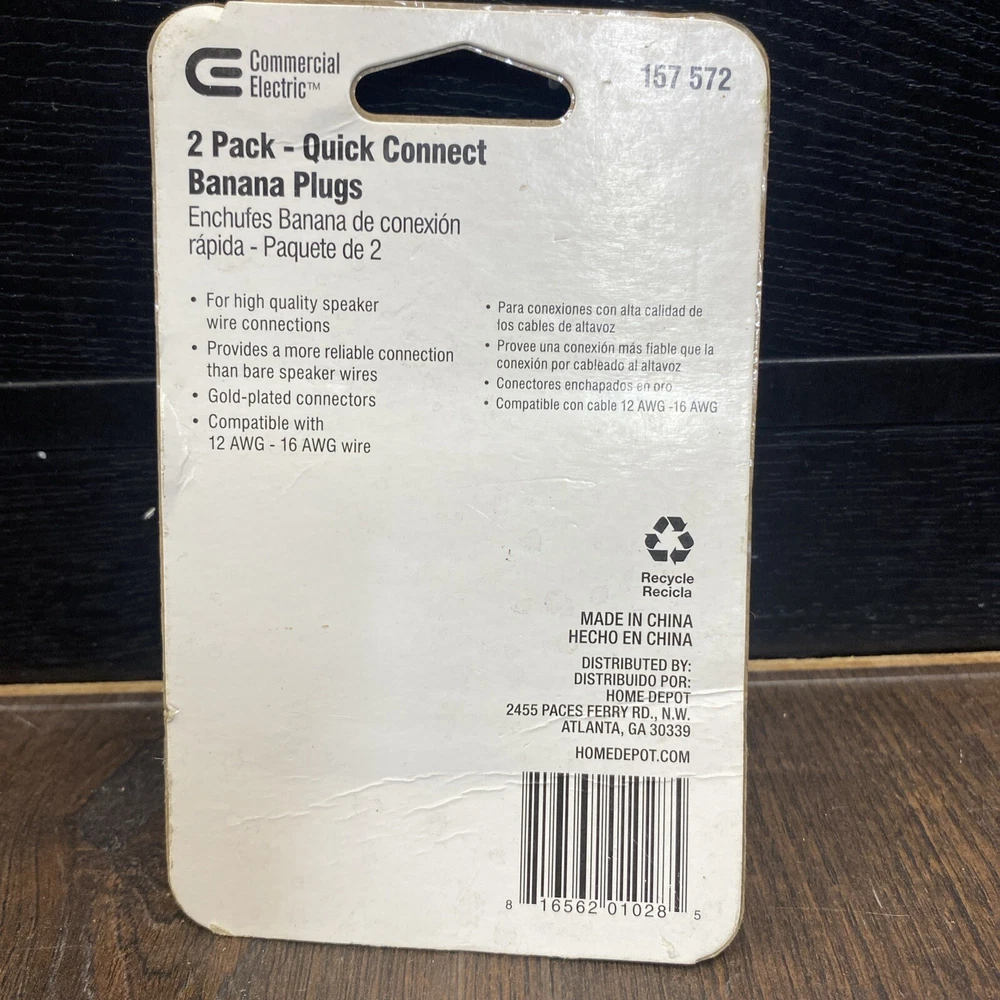 Commercial
Electric™
157 572
2 Pack - Quick Connect
Banana Plugs
Enchufes Banana de conexión
rápida - Paquete de 2
• For high quality speaker
wire connections
• Provides a more reliable connection
than bare speaker wires
• Gold-plated connectors
• Compatible with
12 AWG - 16 AWG wire
• Para conexiones con alta calidad de
los cables de altavoz
• Provee una conexión más fiable que la
conexión por cableado al altavoz
• Conectores enchapados en oro
• Compatible con cable 12 AWG -16 AWG
Recycle
Recicla
MADE IN CHINA
HECHO EN CHINA
DISTRIBUTED BY:
DISTRIBUIDO POR:
HOME DEPOT
2455 PACES FERRY RD., N.W.
ATLANTA, GA 30339
HOMEDEPOT.COM
8 16562 01028 5